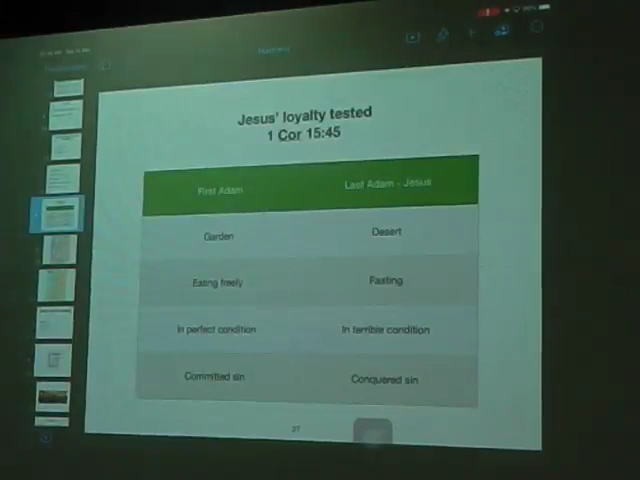 Jesus' loyalty tested
1 Cor 15:45
First Adam Last Adam - Jesus
Garden Desert
Eating freely Fasting
In perfect condition In terrible condition
Committed sin Conquered sin
27